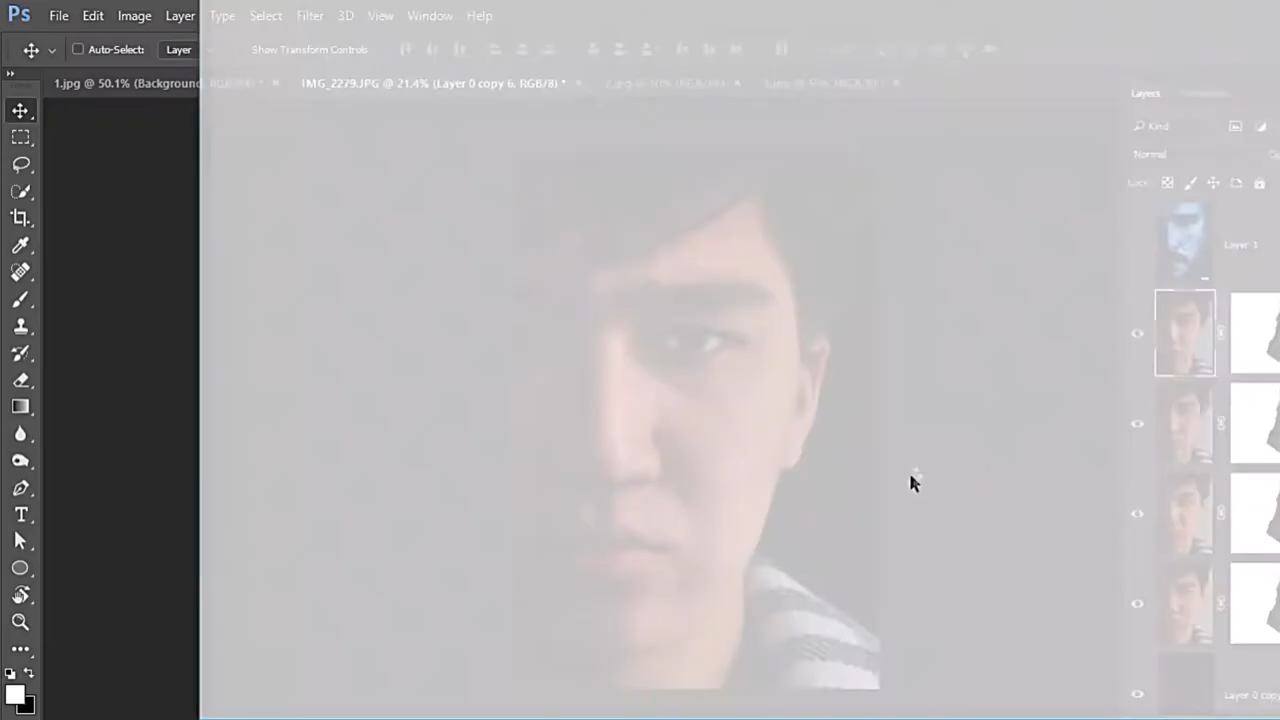 Ps File Edit Image Layer Type Select Filter 3D View Window Help
Auto-Select: Layer Show Transform Controls
1.jpg @ 50.1% (Background, RGB/8#) * × IMG_2279.JPG @ 21.4% (Layer 0 copy 6, RGB/8) * ×
Layers
Kind
Normal
Lock:
Layer 1
Layer 0 copy